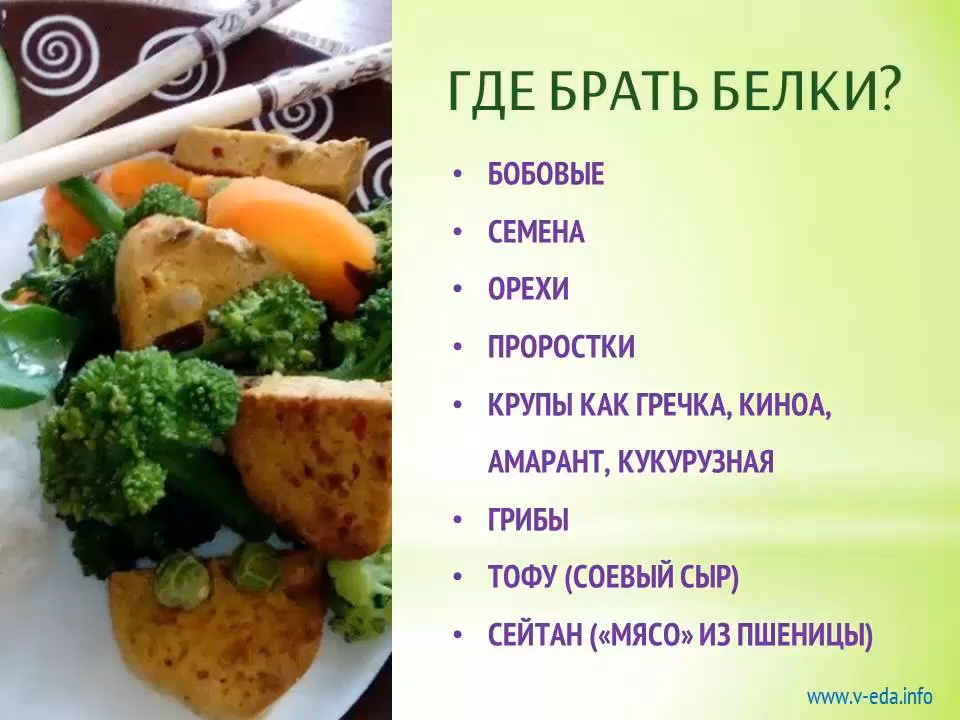 ГДЕ БРАТЬ БЕЛКИ?
• БОБОВЫЕ
• СЕМЕНА
• ОРЕХИ
• ПРОРОСТКИ
• КРУПЫ КАК ГРЕЧКА, КИНОА,
АМАРАНТ, КУКУРУЗНАЯ
• ГРИБЫ
• ТОФУ (СОЕВЫЙ СЫР)
• СЕЙТАН («МЯСО» ИЗ ПШЕНИЦЫ)
www.v-eda.info